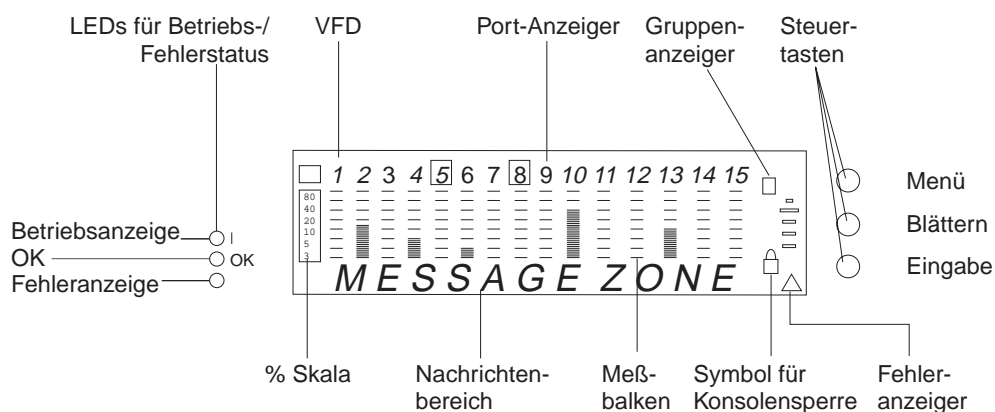 LEDs für Betriebs-/
Fehlerstatus
VFD
Port-Anzeiger
Gruppen-
anzeiger
Steuer-
tasten
1 2 3 4 5 6 7 8 9 10 11 12 13 14 15
80
40
20
10
5
3
MESSAGE ZONE
Betriebsanzeige
I
OK
OK
Fehleranzeige
Menü
Blättern
Eingabe
% Skala
Nachrichten-
bereich
Meß-
balken
Symbol für
Konsolensperre
Fehler-
anzeiger